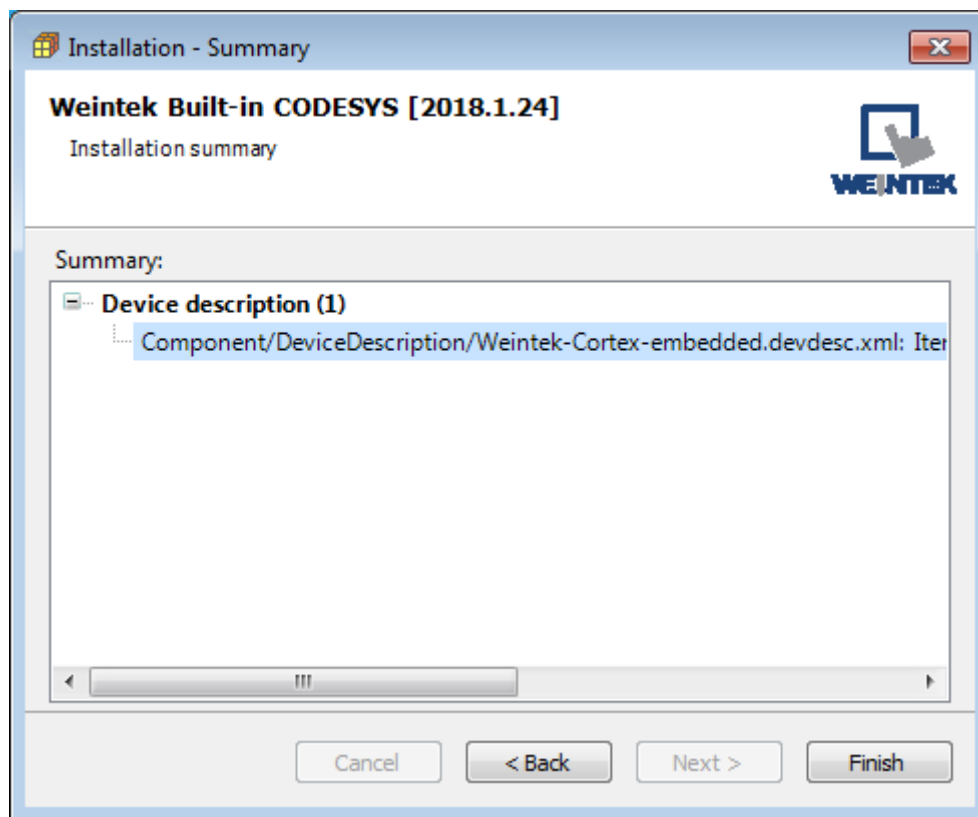 Installation - Summary
Weintek Built-in CODESYS [2018.1.24]
Installation summary
WEINTEK
Summary:
Device description (1)
Component/DeviceDescription/Weintek-Cortex-embedded.devdesc.xml: Iter
Cancel
< Back
Next >
Finish